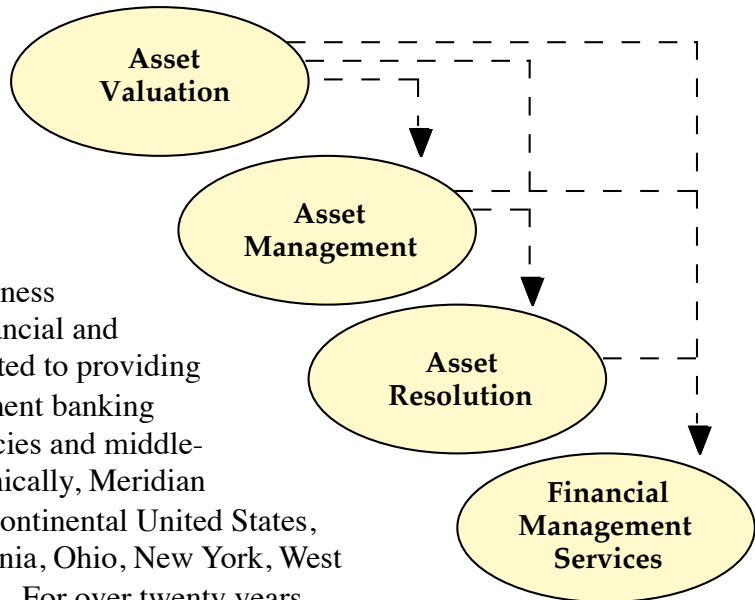 Asset
Valuation
Asset
Management
Asset
Resolution
Financial
Management
Services
ness
ancial and
ted to providing
nent banking
cies and middle-
nically, Meridian
ontinental United States,
nia, Ohio, New York, West
For over twenty years